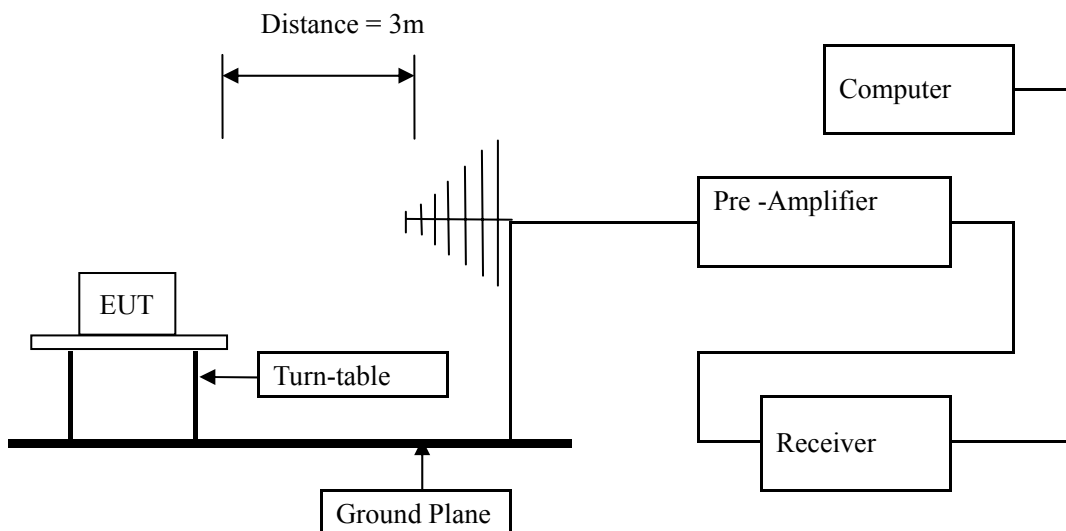 Distance = 3m
Computer
Pre -Amplifier
EUT
Turn-table
Receiver
Ground Plane